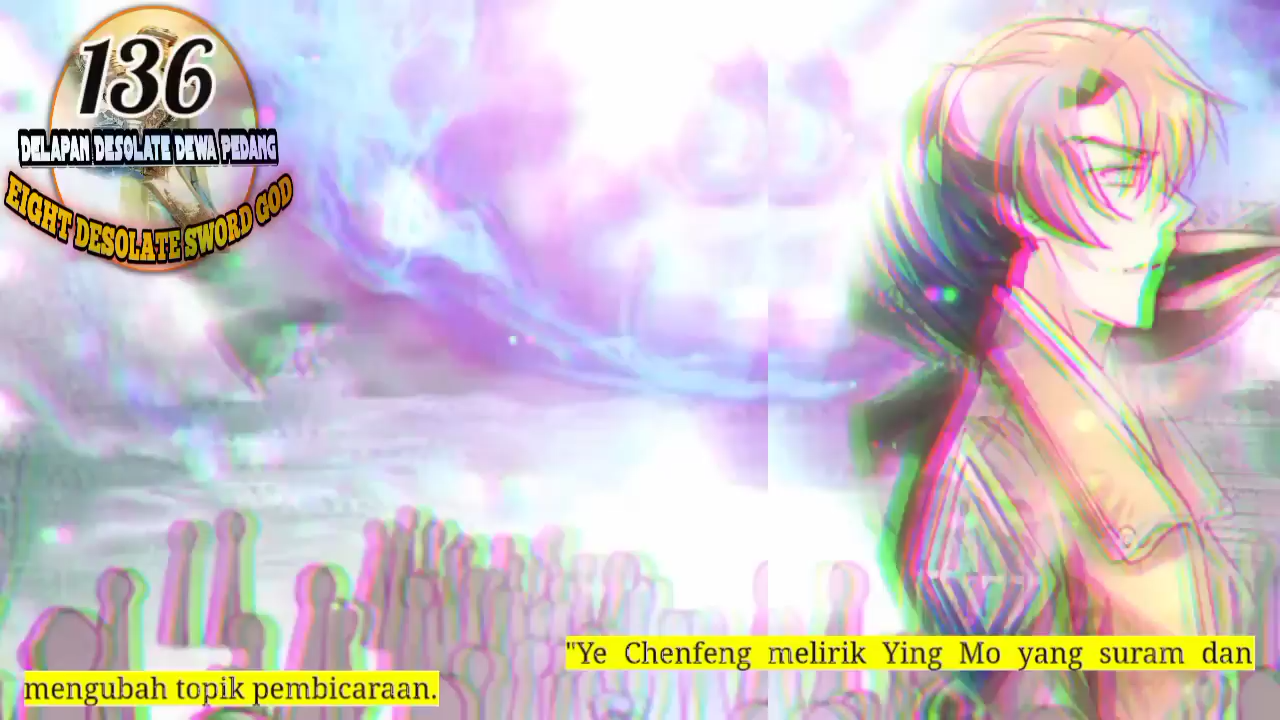 136
DELAPAN DESOLATE DEWA PEDANG
EIGHT DESOLATE SWORD GOD
"Ye Chenfeng melirik Ying Mo yang suram dan
mengubah topik pembicaraan.